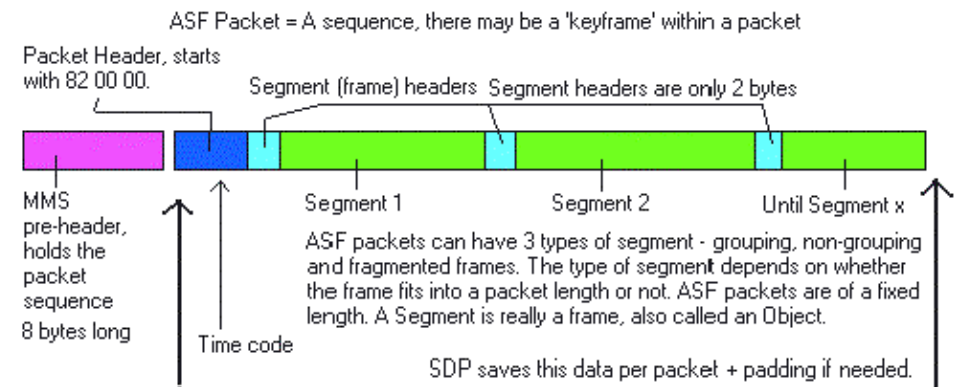 ASF Packet = A sequence, there may be a 'keyframe' within a packet
Packet Header, starts
with 82 00 00.
Segment (frame) headers
Segment headers are only 2 bytes
MMS
pre-header,
holds the
packet
sequence
8 bytes long
Time code
Segment 1
Segment 2
Until Segment x
ASF packets can have 3 types of segment - grouping, non-grouping
and fragmented frames. The type of segment depends on whether
the frame fits into a packet length or not. ASF packets are of a fixed
length. A Segment is really a frame, also called an Object.
SDP saves this data per packet + padding if needed.